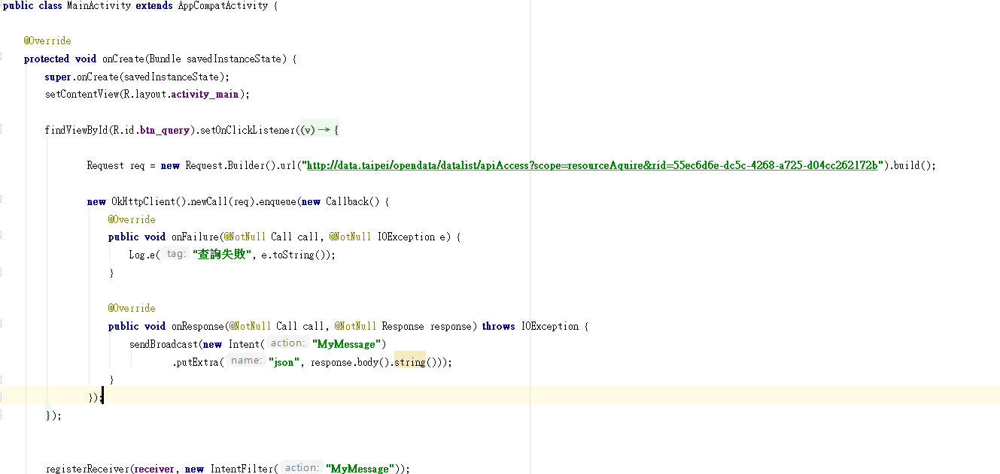 public class MainActivity extends AppCompatActivity {
@Override
protected void onCreate(Bundle savedInstanceState) {
super.onCreate(savedInstanceState);
setContentView(R.layout.activity_main);
findViewById(R.id.btn_query).setOnClickListener((v) → {
Request req = new Request.Builder().url("http://data.taipei/opendata/datalist/apiAccess?scope=resourceAquire&rid=55ec6d6e-dc5c-4268-a725-d04cc262172b").build();
new OkHttpClient().newCall(req).enqueue(new Callback() {
@Override
public void onFailure(@NotNull Call call, @NotNull IOException e) {
Log.e( tag: "查詢失敗", e.toString());
}
@Override
public void onResponse(@NotNull Call call, @NotNull Response response) throws IOException {
sendBroadcast(new Intent( action: "MyMessage")
.putExtra( name: "json", response.body().string()));
}
});
});
registerReceiver(receiver, new IntentFilter( action: "MyMessage"));